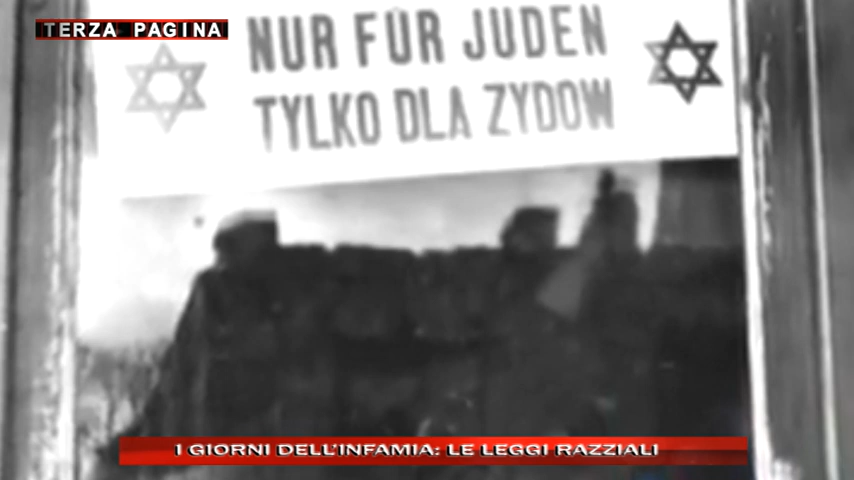 TERZA PAGINA
NUR FÜR JUDEN
TYLKO DLA ZYDOW
I GIORNI DELL'INFAMIA: LE LEGGI RAZZIALI